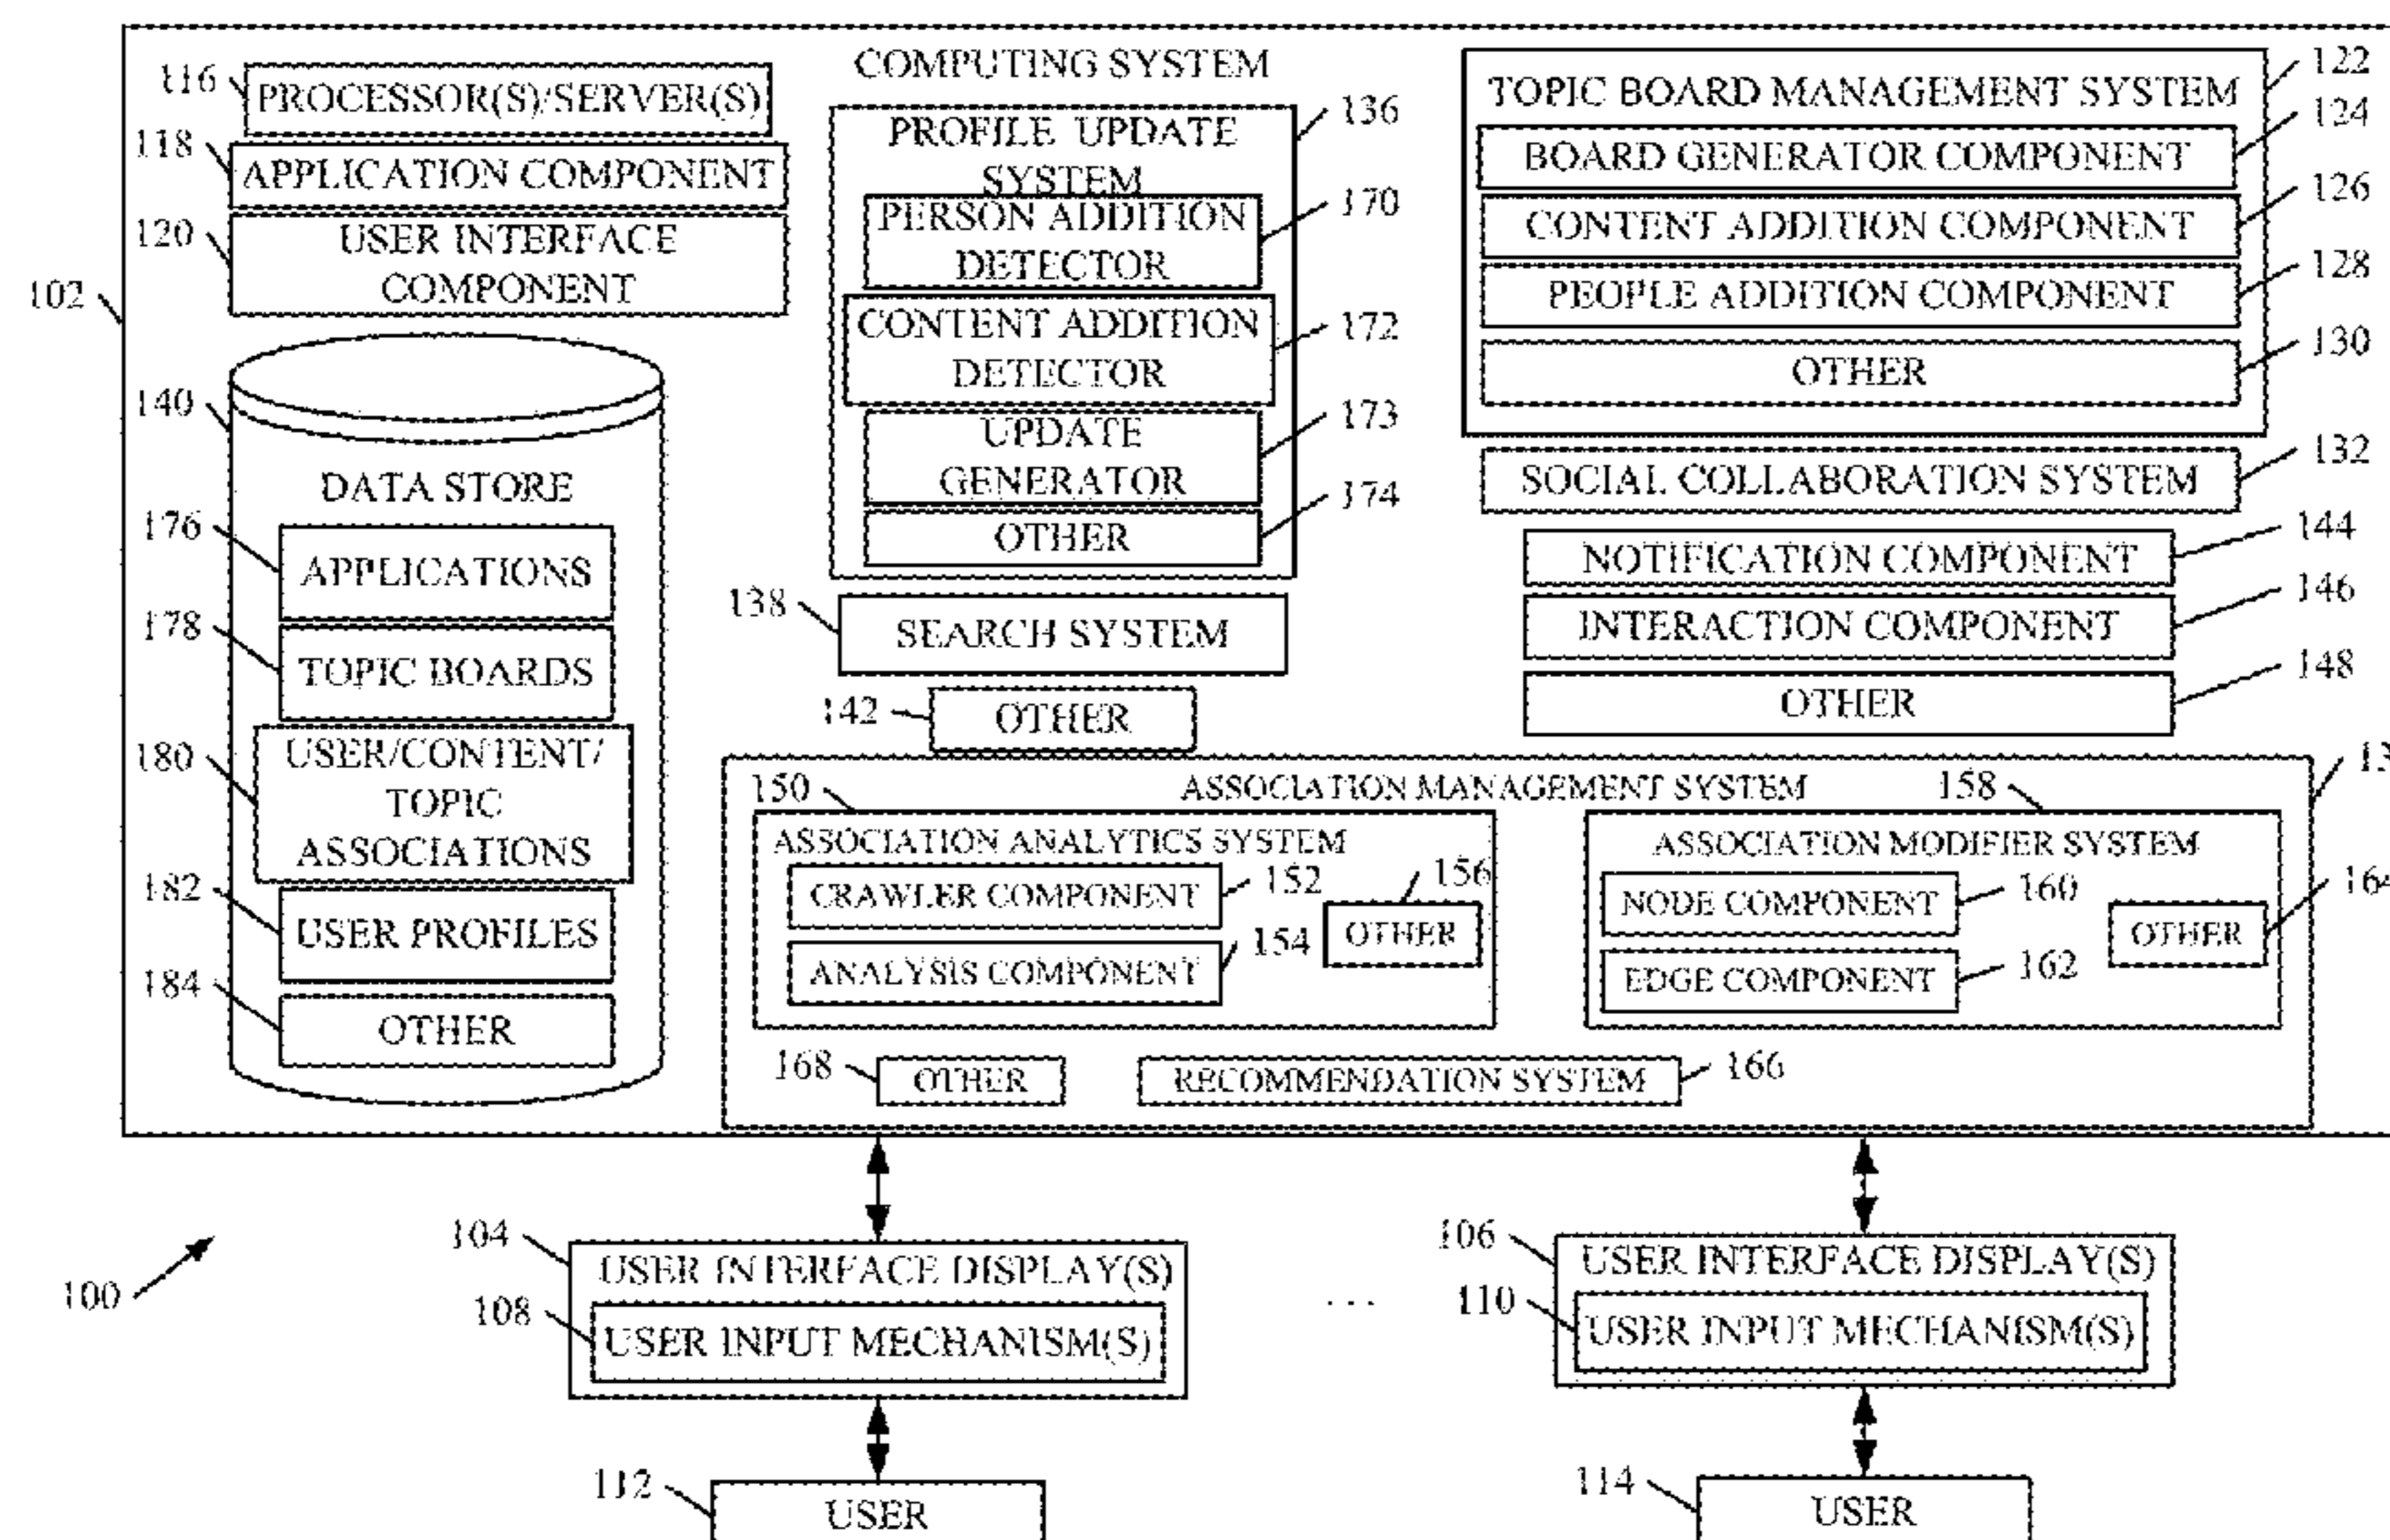 COMPUTING SYSTEM
116
PROCESSOR(S)/SERVER(S)
118
APPLICATION COMPONENT
120
USER INTERFACE
COMPONENT
102
140
DATA STORE
176
APPLICATIONS
178
TOPIC BOARDS
180
USER/CONTENT/
TOPIC
ASSOCIATIONS
182
USER PROFILES
184
OTHER
136
PROFILE UPDATE
SYSTEM
170
PERSON ADDITION
DETECTOR
172
CONTENT ADDITION
DETECTOR
173
UPDATE
GENERATOR
174
OTHER
138
SEARCH SYSTEM
142
OTHER
122
TOPIC BOARD MANAGEMENT SYSTEM
124
BOARD GENERATOR COMPONENT
126
CONTENT ADDITION COMPONENT
128
PEOPLE ADDITION COMPONENT
130
OTHER
132
SOCIAL COLLABORATION SYSTEM
144
NOTIFICATION COMPONENT
146
INTERACTION COMPONENT
148
OTHER
ASSOCIATION MANAGEMENT SYSTEM
150
ASSOCIATION ANALYTICS SYSTEM
CRAWLER COMPONENT
152
156
OTHER
ANALYSIS COMPONENT
154
158
ASSOCIATION MODIFIER SYSTEM
NODE COMPONENT
160
164
OTHER
EDGE COMPONENT
162
168
OTHER
RECOMMENDATION SYSTEM
166
100
104
USER INTERFACE DISPLAY(S)
108
USER INPUT MECHANISM(S)
. . .
106
USER INTERFACE DISPLAY(S)
110
USER INPUT MECHANISM(S)
112
USER
114
USER